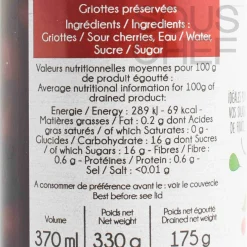 Griottes préservées
Ingrédients / Ingredients :
Griottes / Sour cherries, Eau / Water,
Sucre / Sugar
Valeurs nutritionnelles moyennes pour 100 g
de produit égoutté :
Average nutritional information for 100g of
drained product:
Energie / Energy : 289 kj - 69 kcal -
Matières grasses / Fat : 0.2 g dont Acides
gras saturés / of which Saturates : 0 g -
Glucides / Carbohydrate : 16 g dont Sucres
/ of which Sugars : 16 g - Fibres / Fibre :
0.6 g - Protéines / Protein : 0.6 g -
Sel / Salt : <0.01 g
A consommer de préférence avant le : voir le couvercle
Best before: see lid
Volume
370 ml
Poids net
Net weight
330 g
Poids net égoutté
Drained net weight
175 g